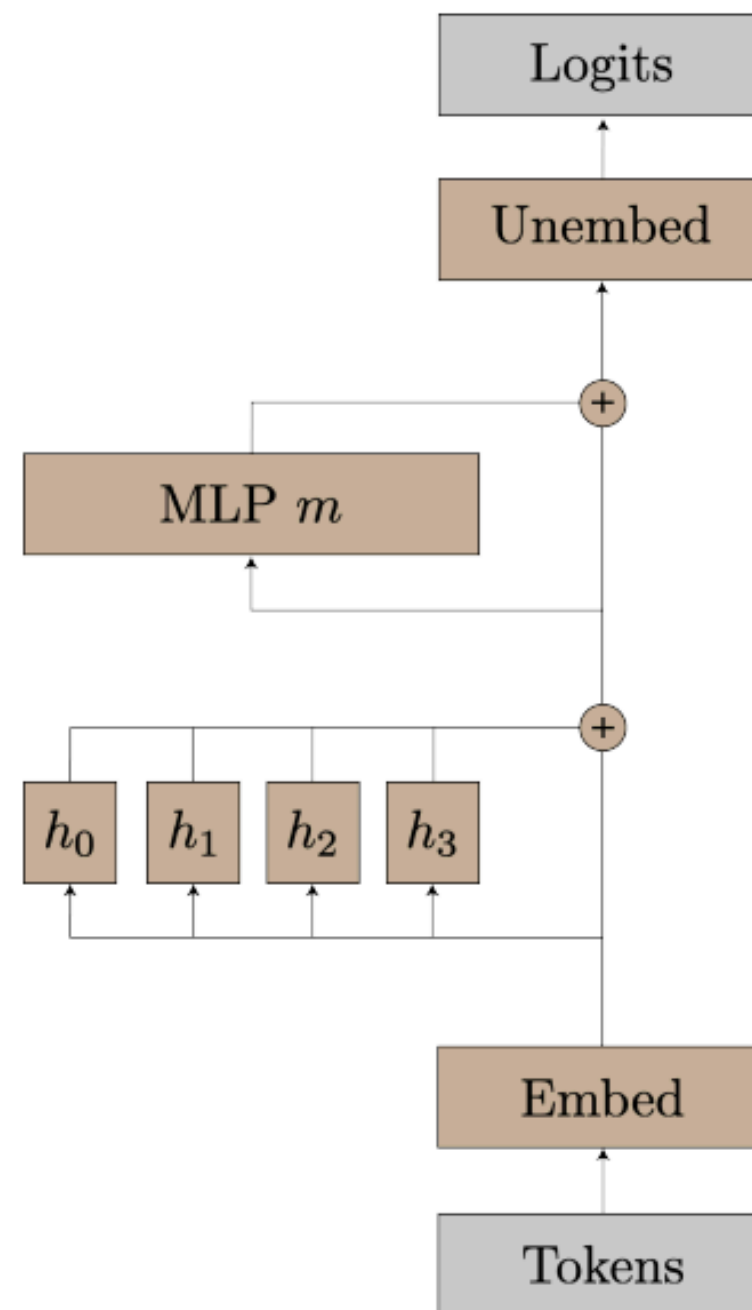 Logits
Unembed
+
MLP m
+
h₀ h₁ h₂ h₃
Embed
Tokens